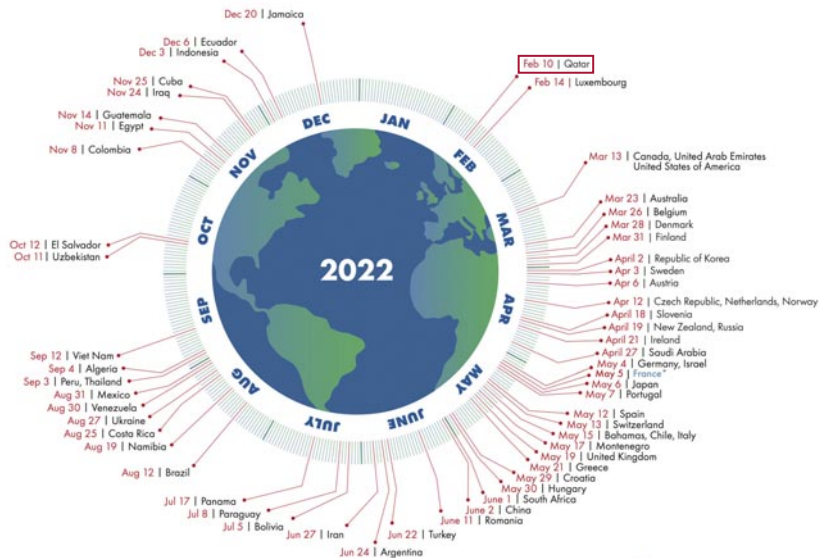 Dec 20 | Jamaica
Dec 6 | Ecuador
Dec 3 | Indonesia
Nov 25 | Cuba
Nov 24 | Iraq
Nov 14 | Guatemala
Nov 11 | Egypt
Nov 8 | Colombia
Oct 12 | El Salvador
Oct 11 | Uzbekistan
Sep 12 | Viet Nam
Sep 4 | Algeria
Sep 3 | Peru, Thailand
Aug 31 | Mexico
Aug 30 | Venezuela
Aug 27 | Ukraine
Aug 25 | Costa Rica
Aug 19 | Namibia
Aug 12 | Brazil
Jul 17 | Panama
Jul 8 | Paraguay
Jul 5 | Bolivia
Jun 27 | Iran
Jun 24 | Argentina
Jun 22 | Turkey
DEC
JAN
FEB
MAR
APR
MAY
JUNE
JULY
AUG
SEP
OCT
NOV
2022
Feb 10 | Qatar
Feb 14 | Luxembourg
Mar 13 | Canada, United Arab Emirates
United States of America
Mar 23 | Australia
Mar 26 | Belgium
Mar 28 | Denmark
Mar 31 | Finland
April 2 | Republic of Korea
Apr 3 | Sweden
Apr 6 | Austria
Apr 12 | Czech Republic, Netherlands, Norway
April 18 | Slovenia
April 19 | New Zealand, Russia
April 21 | Ireland
April 27 | Saudi Arabia
May 4 | Germany, Israel
May 5 | France*
May 6 | Japan
May 7 | Portugal
May 12 | Spain
May 13 | Switzerland
May 15 | Bahamas, Chile, Italy
May 17 | Montenegro
May 19 | United Kingdom
May 21 | Greece
May 29 | Croatia
May 30 | Hungary
June 1 | South Africa
June 2 | China
June 11 | Romania